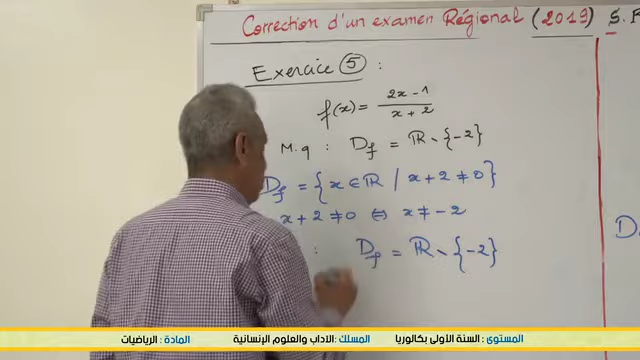 Correction d'un examen Régional (2019) S.
Exercice 5 :
f(x) = 2x - 1 / x + 2
M.q : Df = ℝ \ {-2}
Df = {x ∈ ℝ / x + 2 ≠ 0}
x + 2 ≠ 0 ⇔ x ≠ -2
: Df = ℝ \ {-2}
D
المستوى : السنة الأولى بكالوريا المسلك: الآداب والعلوم الإنسانية المادة: الرياضيات